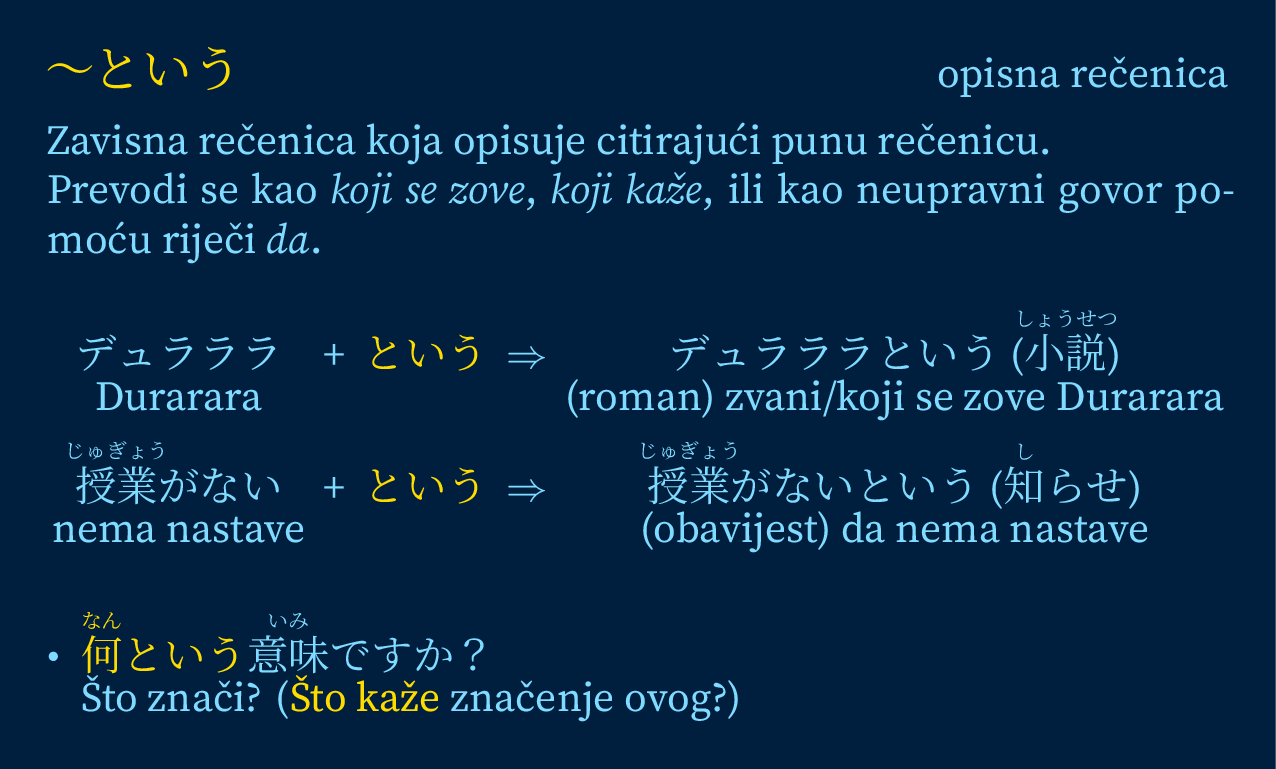 ～という opisna rečenica
Zavisna rečenica koja opisuje citirajući punu rečenicu.
Prevodi se kao koji se zove, koji kaže, ili kao neupravni govor po-
moću riječi da.
しょうせつ
デュラララ + という ⇒ デュラララという (小説)
Durarara (roman) zvani/koji se zove Durarara
じゅぎょう じゅぎょう し
授業がない + という ⇒ 授業がないという (知らせ)
nema nastave (obavijest) da nema nastave
なん いみ
• 何という意味ですか？
Što znači? (Što kaže značenje ovog?)